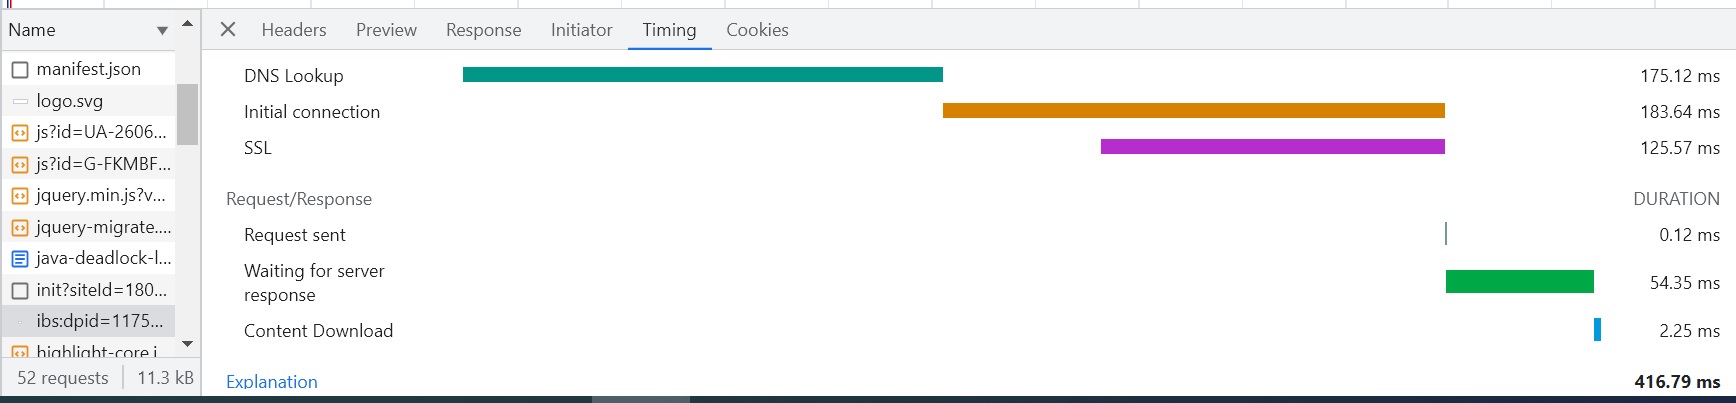 Name
Headers Preview Response Initiator Timing Cookies
manifest.json
logo.svg
js?id=UA-2606...
js?id=G-FKMBF...
jquery.min.js?v...
jquery-migrate....
java-deadlock-l...
init?siteId=180...
ibs:dpid=1175...
highlight-core.j
52 requests 11.3 kB
DNS Lookup 175.12 ms
Initial connection 183.64 ms
SSL 125.57 ms
Request/Response DURATION
Request sent 0.12 ms
Waiting for server
response 54.35 ms
Content Download 2.25 ms
Explanation 416.79 ms